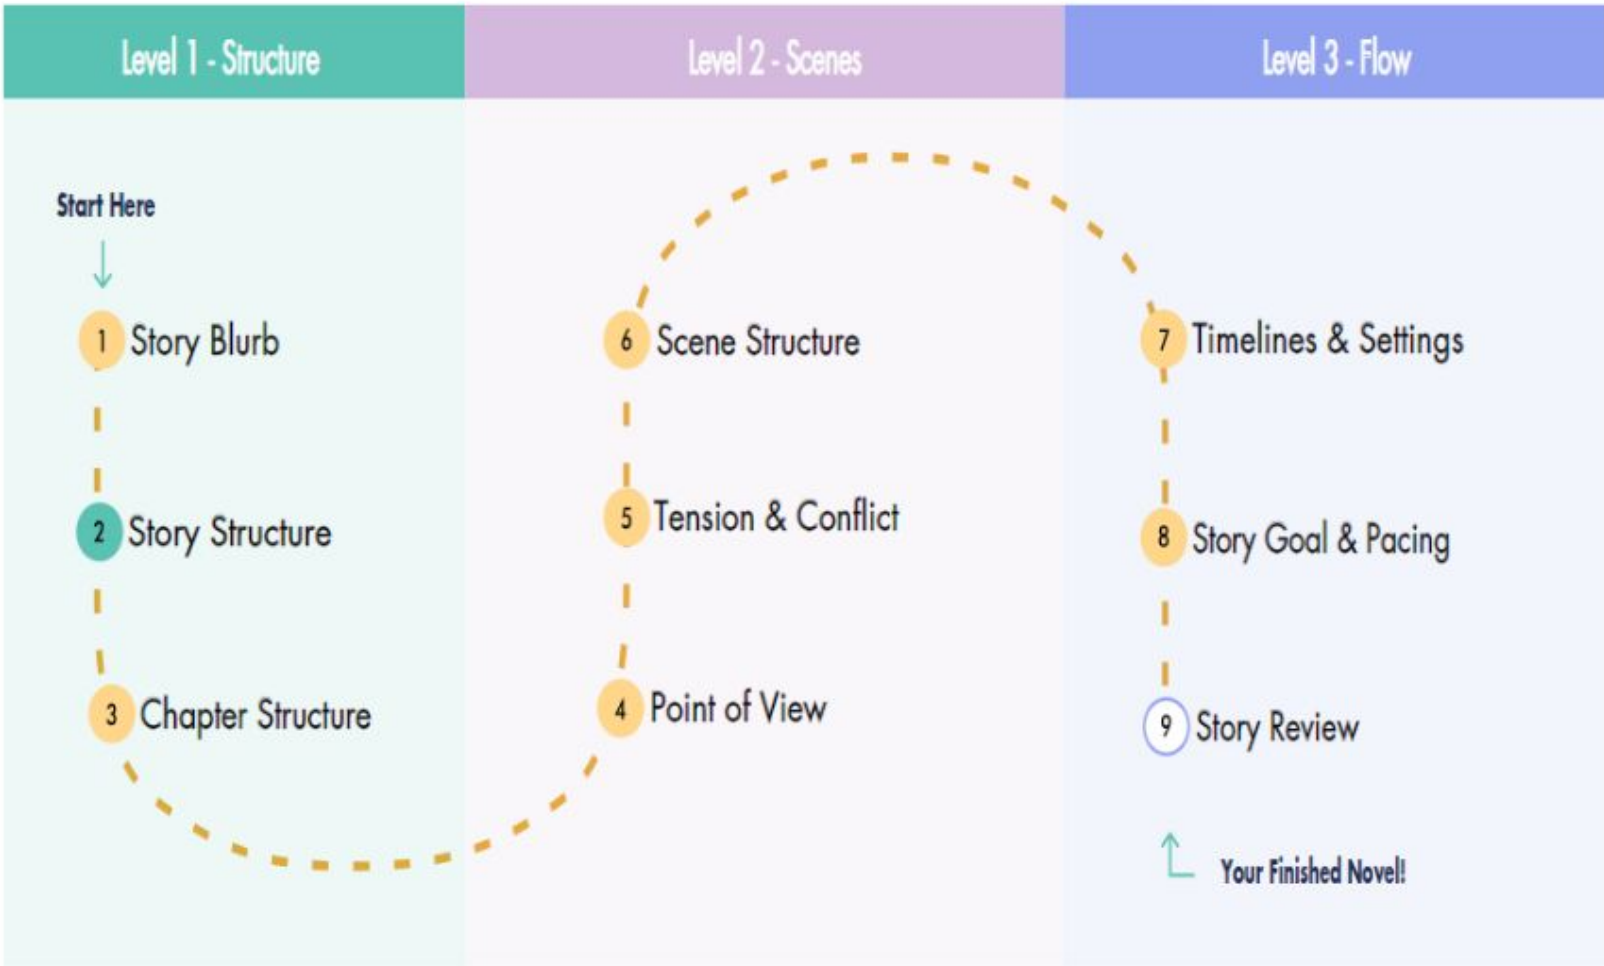 Level 1 - Structure
Level 2 - Scenes
Level 3 - Flow
Start Here
1 Story Blurb
2 Story Structure
3 Chapter Structure
6 Scene Structure
5 Tension & Conflict
4 Point of View
7 Timelines & Settings
8 Story Goal & Pacing
9 Story Review
Your Finished Novel!